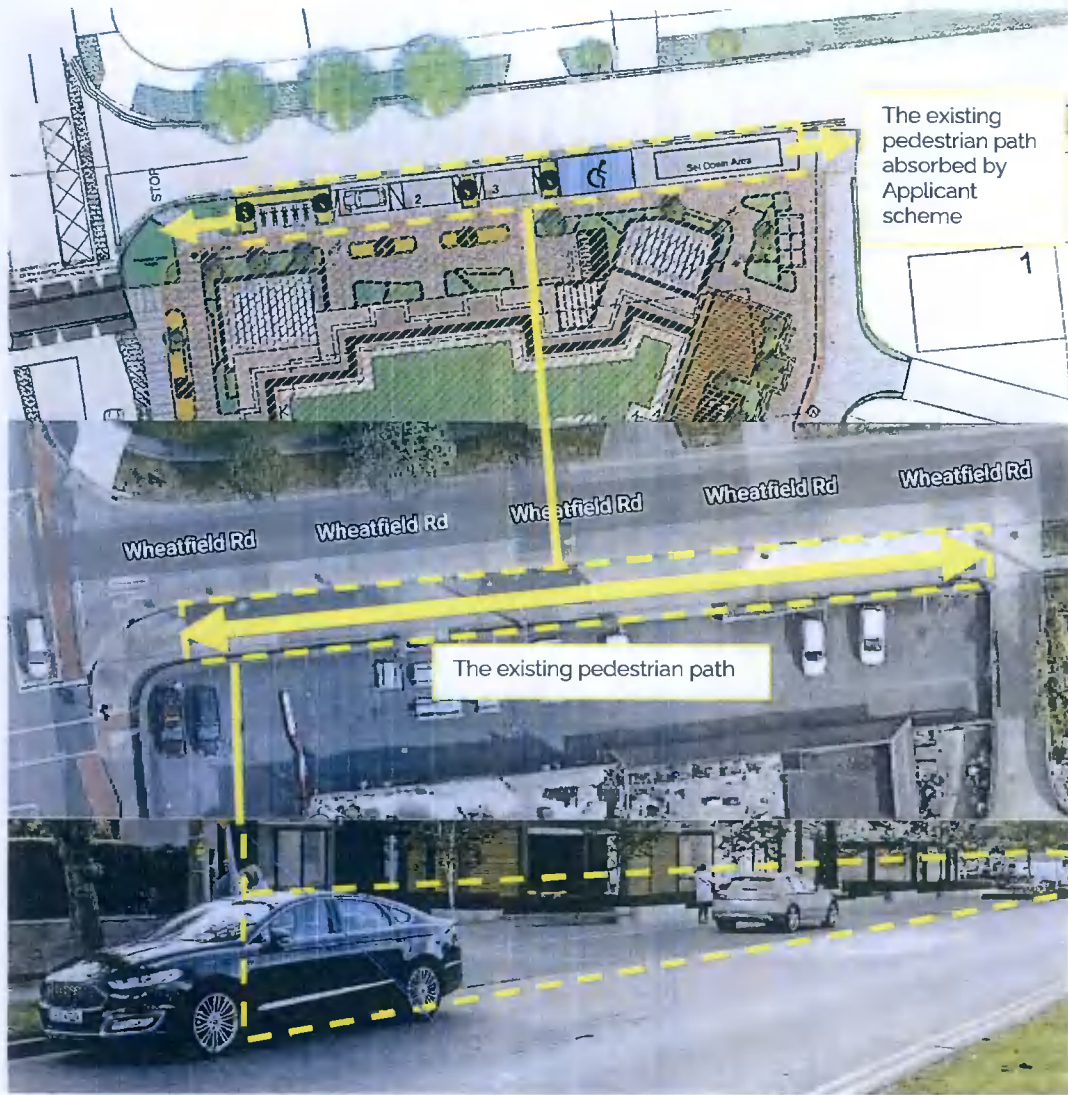 The existing
pedestrian path
absorbed by
Applicant
scheme
STOP
2
3
Set Down Area
1
Wheatfield Rd
Wheatfield Rd
Wheatfield Rd
Wheatfield Rd
Wheatfield Rd
The existing pedestrian path